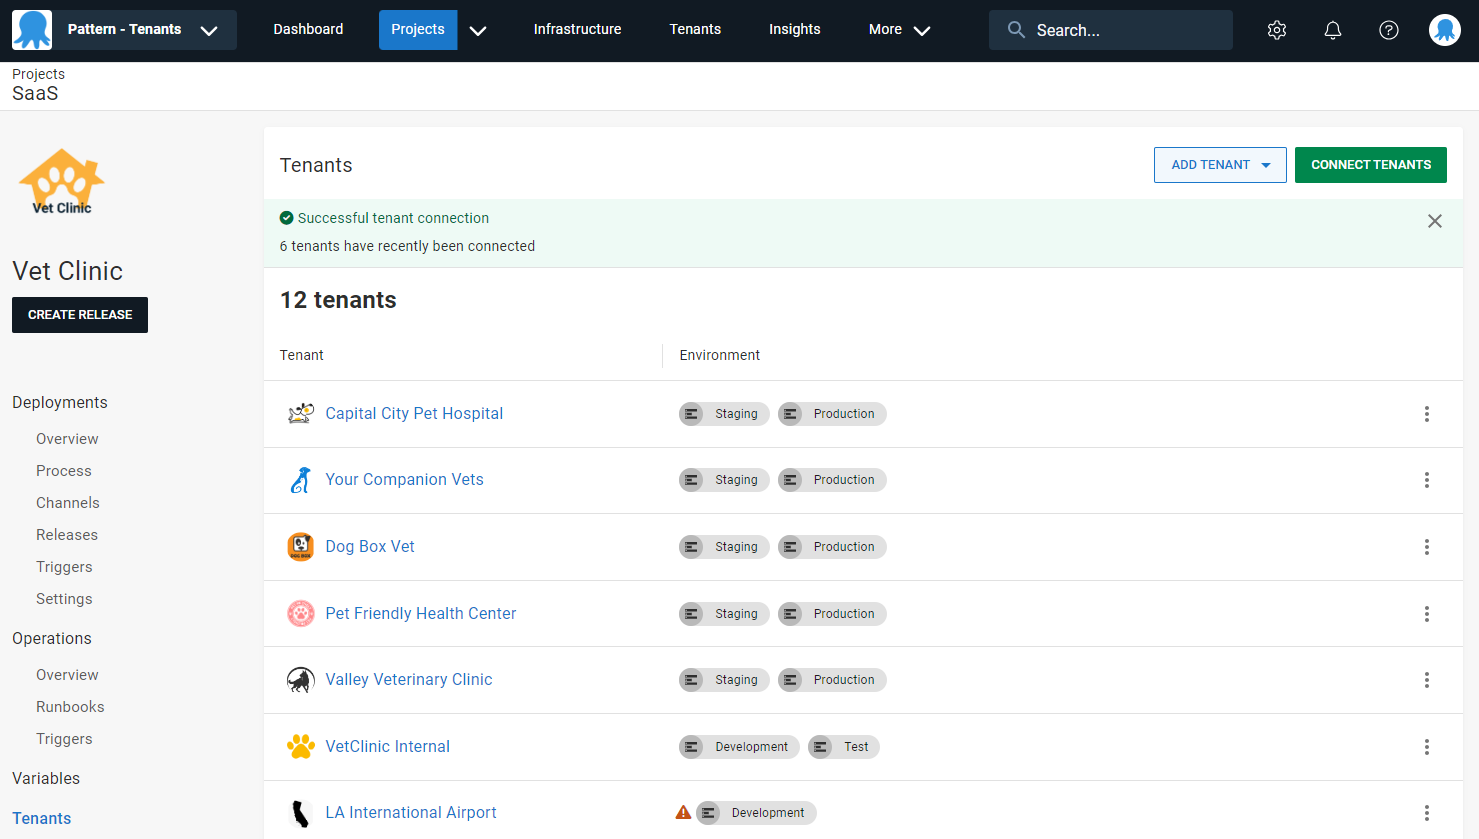 Pattern - Tenants
Dashboard
Projects
Infrastructure
Tenants
Insights
More
Search...
Projects
SaaS
Vet Clinic
Vet Clinic
CREATE RELEASE
Deployments
Overview
Process
Channels
Releases
Triggers
Settings
Operations
Overview
Runbooks
Triggers
Variables
Tenants
Tenants
ADD TENANT
CONNECT TENANTS
Successful tenant connection
6 tenants have recently been connected
12 tenants
Tenant Environment
Capital City Pet Hospital Staging Production
Your Companion Vets Staging Production
DOG BOX
Dog Box Vet Staging Production
Pet Friendly Health Center Staging Production
Valley Veterinary Clinic Staging Production
VetClinic Internal Development Test
LA International Airport Development